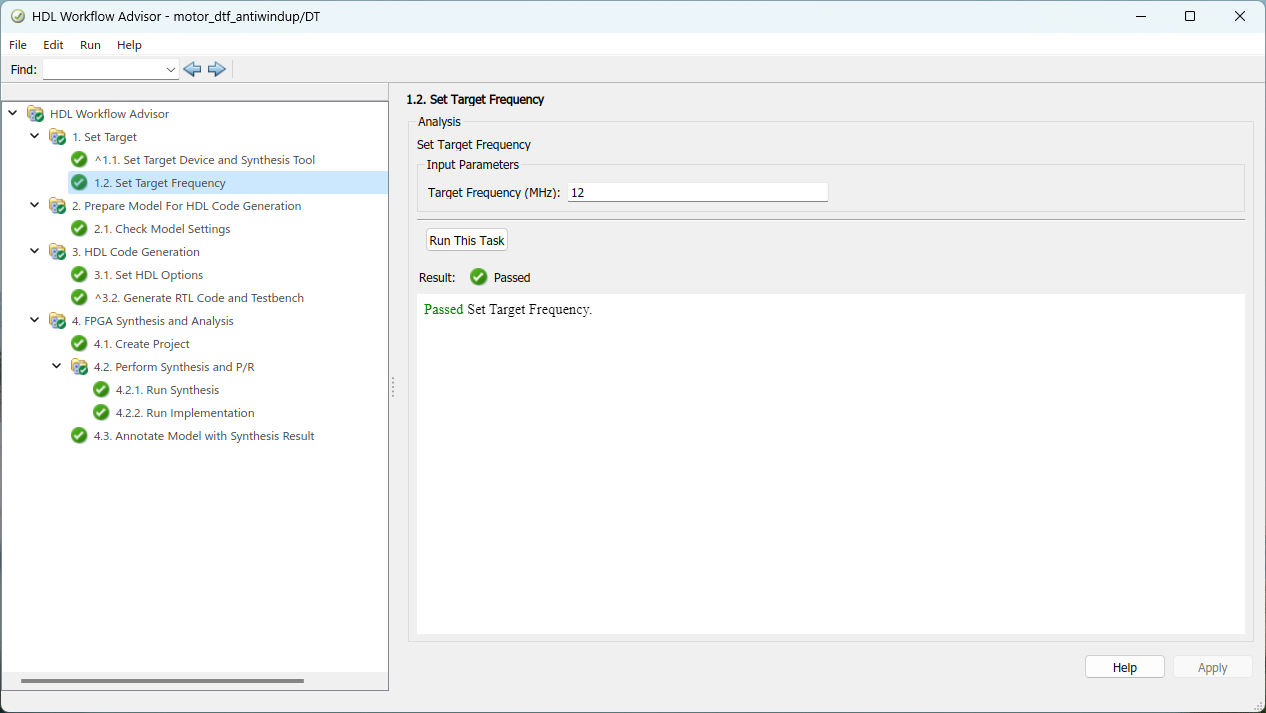 HDL Workflow Advisor - motor_dtf_antiwindup/DT
File Edit Run Help
Find:
HDL Workflow Advisor
1. Set Target
^1.1. Set Target Device and Synthesis Tool
1.2. Set Target Frequency
2. Prepare Model For HDL Code Generation
2.1. Check Model Settings
3. HDL Code Generation
3.1. Set HDL Options
^3.2. Generate RTL Code and Testbench
4. FPGA Synthesis and Analysis
4.1. Create Project
4.2. Perform Synthesis and P/R
4.2.1. Run Synthesis
4.2.2. Run Implementation
4.3. Annotate Model with Synthesis Result
1.2. Set Target Frequency
Analysis
Set Target Frequency
Input Parameters
Target Frequency (MHz): 12
Run This Task
Result: Passed
Passed Set Target Frequency.
Help Apply